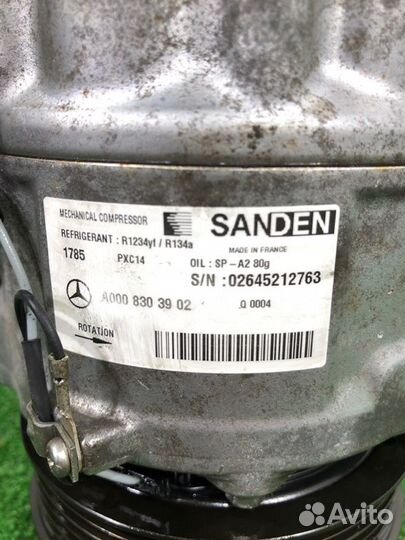 MECHANICAL COMPRESSOR
SANDEN
REFRIGERANT : R1234yf / R134a
MADE IN FRANCE
1785 PXC14 OIL : SP-A2 80g
S/N : 02645212763
A000 830 39 02 Q 0004
ROTATION
Avito